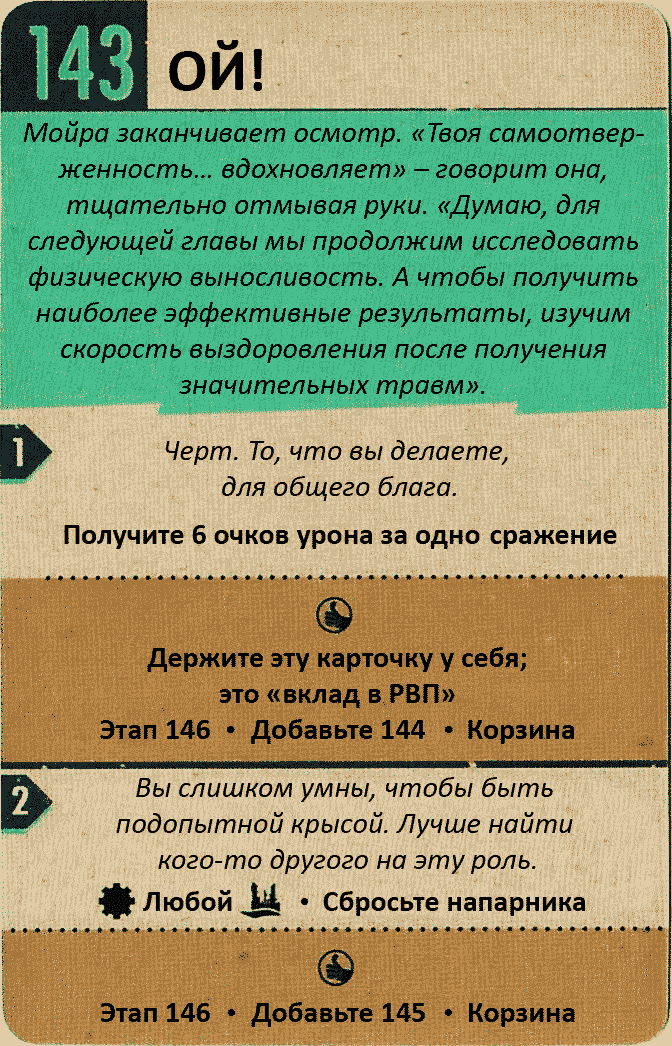 143 ОЙ!
Мойра заканчивает осмотр. «Твоя самоотвер-
женность... вдохновляет» – говорит она,
тщательно отмывая руки. «Думаю, для
следующей главы мы продолжим исследовать
физическую выносливость. А чтобы получить
наиболее эффективные результаты, изучим
скорость выздоровления после получения
значительных травм».
1
Черт. То, что вы делаете,
для общего блага.
Получите 6 очков урона за одно сражение
Держите эту карточку у себя;
это «вклад в РВП»
Этап 146 • Добавьте 144 • Корзина
2
Вы слишком умны, чтобы быть
подопытной крысой. Лучше найти
кого-то другого на эту роль.
Любой • Сбросьте напарника
Этап 146 • Добавьте 145 • Корзина